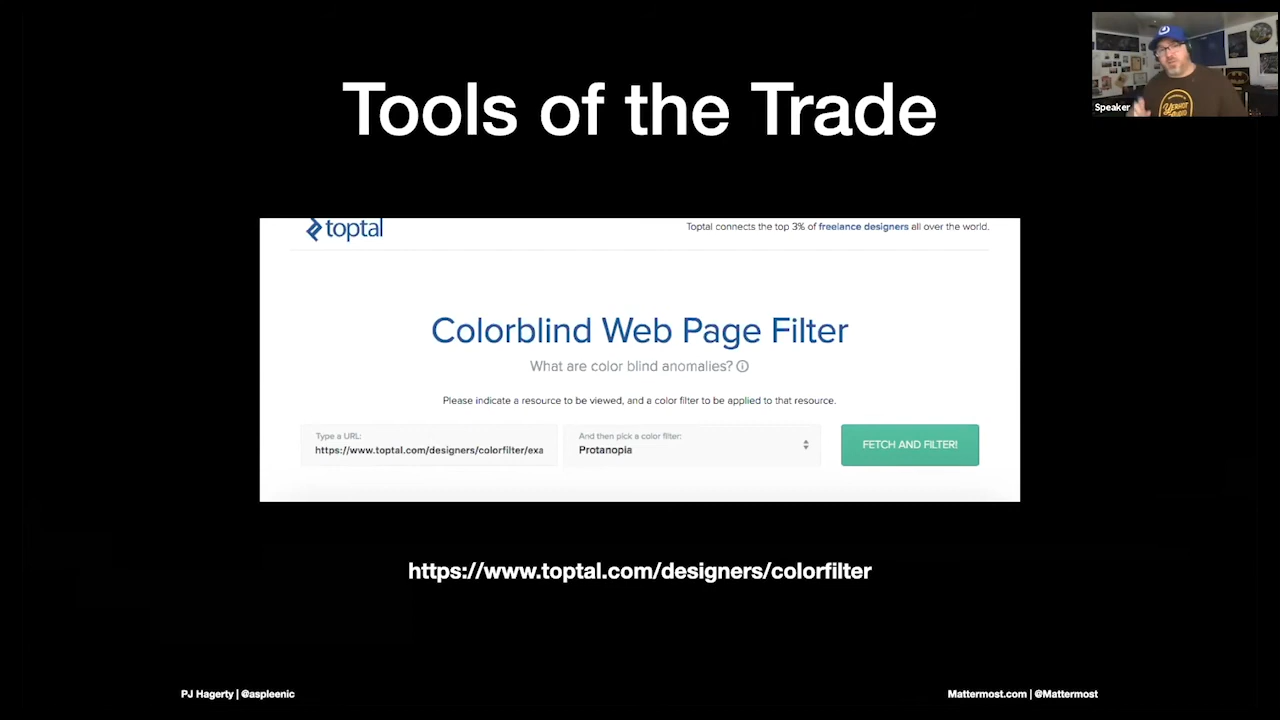 Tools of the Trade
Speaker
toptal
Toptal connects the top 3% of freelance designers all over the world.
Colorblind Web Page Filter
What are color blind anomalies?
Please indicate a resource to be viewed, and a color filter to be applied to that resource.
Type a URL:
https://www.toptal.com/designers/colorfilter/exa
And then pick a color filter:
Protanopia
FETCH AND FILTER!
https://www.toptal.com/designers/colorfilter
PJ Hagerty | @aspleenic
Mattermost.com | @Mattermost